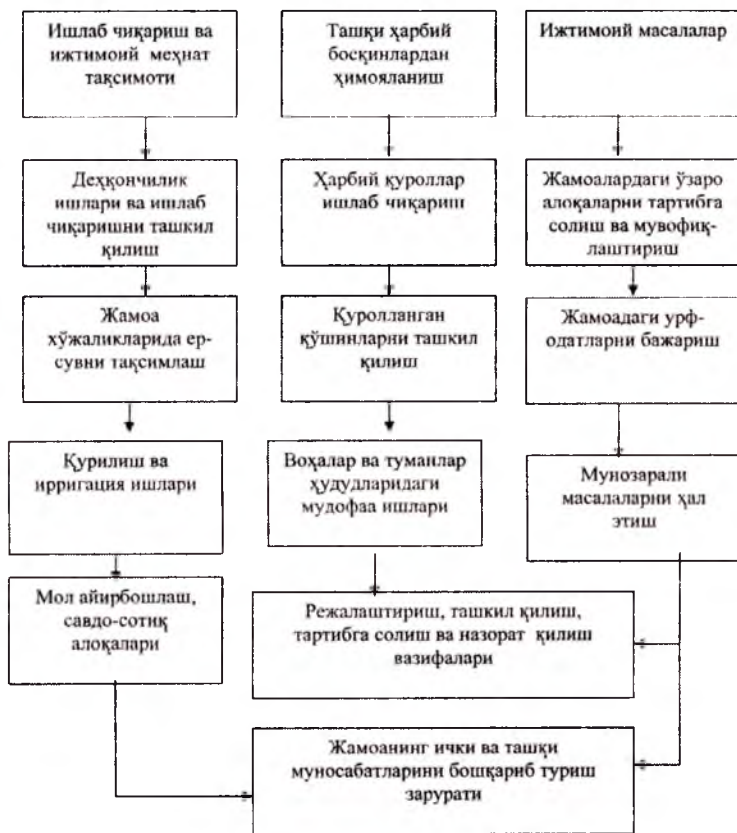 Ишлаб чиқариш ва
ижтимоий меҳнат
тақсимоти
Ташқи ҳарбий
босқинлардан
ҳимояланиш
Ижтимоий масалалар
Деҳқончилик
ишлари ва ишлаб
чиқаришни ташкил
қилиш
Ҳарбий қуроллар
ишлаб чиқариш
Жамоалардаги ўзаро
алоқаларни тартибга
солиш ва мувофиқ-
лаштириш
Жамоа
хўжаликларида ер-
сувни тақсимлаш
Қуролланган
қўшинларни ташкил
қилиш
Жамоадаги урф-
одатларни бажариш
Қурилиш ва
ирригация ишлари
Воҳалар ва туманлар
ҳудудларидаги
мудофаа ишлари
Мунозарали
масалаларни ҳал
этиш
Мол айирбошлаш,
савдо-сотиқ
алоқалари
Режалаштириш, ташкил қилиш,
тартибга солиш ва назорат қилиш
вазифалари
Жамоанинг ички ва ташқи
муносабатларини бошқариб туриш
зарурати